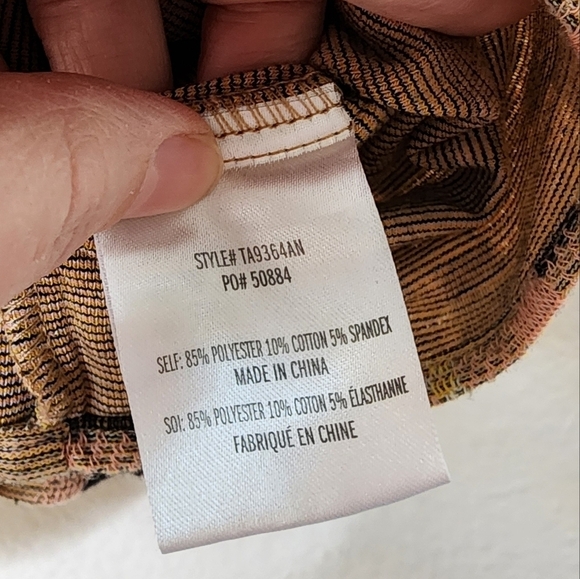 STYLE# TA9364AN
PO# 50884
SELF: 85% POLYESTER 10% COTTON 5% SPANDEX
MADE IN CHINA
SOI: 85% POLYESTER 10% COTON 5% ÉLASTHANNE
FABRIQUÉ EN CHINE